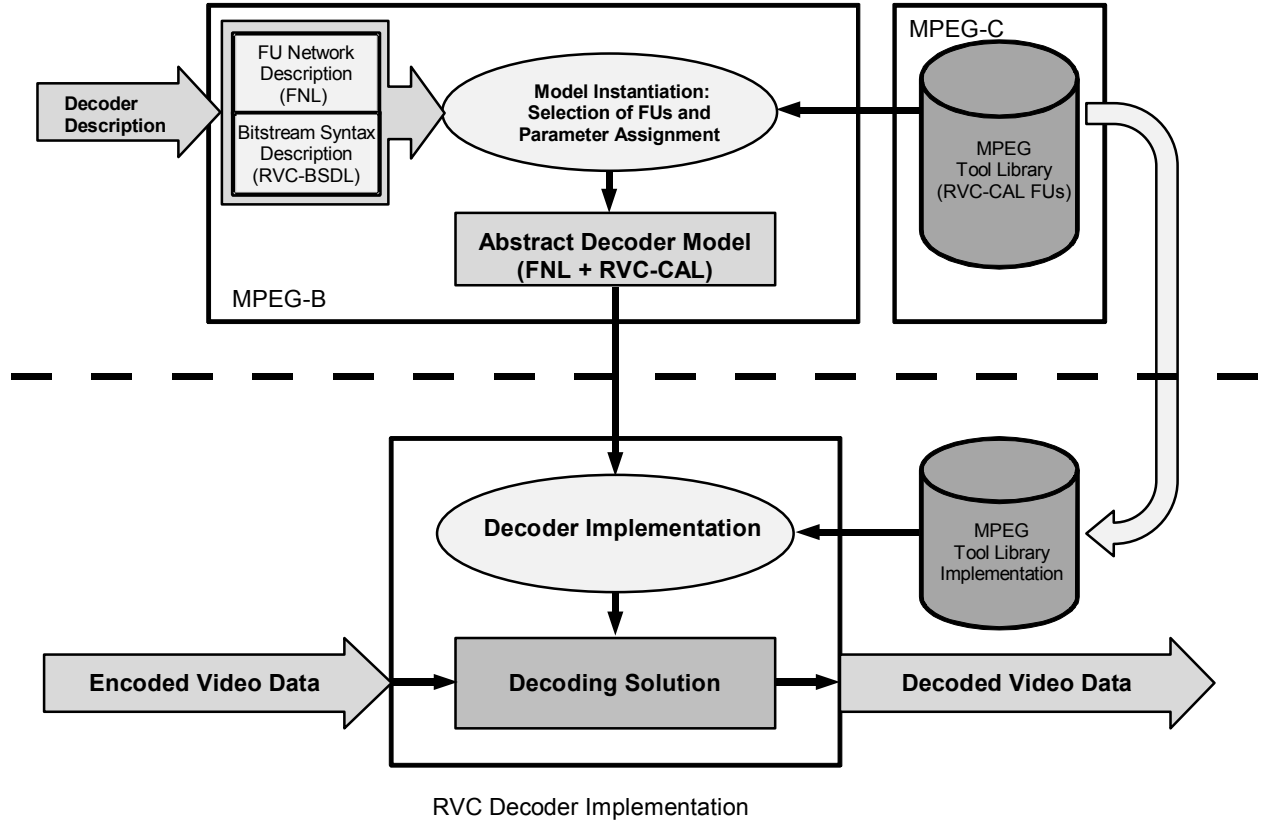 MPEG-C
FU Network
Description
(FNL)
Bitstream Syntax
Description
(RVC-BSDL)
Decoder
Description
Model Instantiation:
Selection of FUs and
Parameter Assignment
MPEG
Tool Library
(RVC-CAL FUs)
Abstract Decoder Model
(FNL + RVC-CAL)
MPEG-B
Decoder Implementation
MPEG
Tool Library
Implementation
Encoded Video Data
Decoding Solution
Decoded Video Data
RVC Decoder Implementation